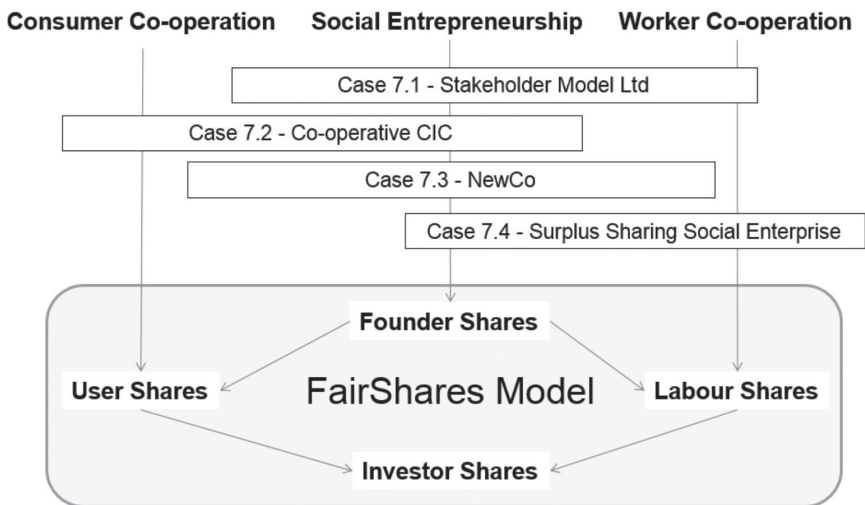 Consumer Co-operation
Social Entrepreneurship
Worker Co-operation
Case 7.1 - Stakeholder Model Ltd
Case 7.2 - Co-operative CIC
Case 7.3 - NewCo
Case 7.4 - Surplus Sharing Social Enterprise
Founder Shares
User Shares
FairShares Model
Labour Shares
Investor Shares